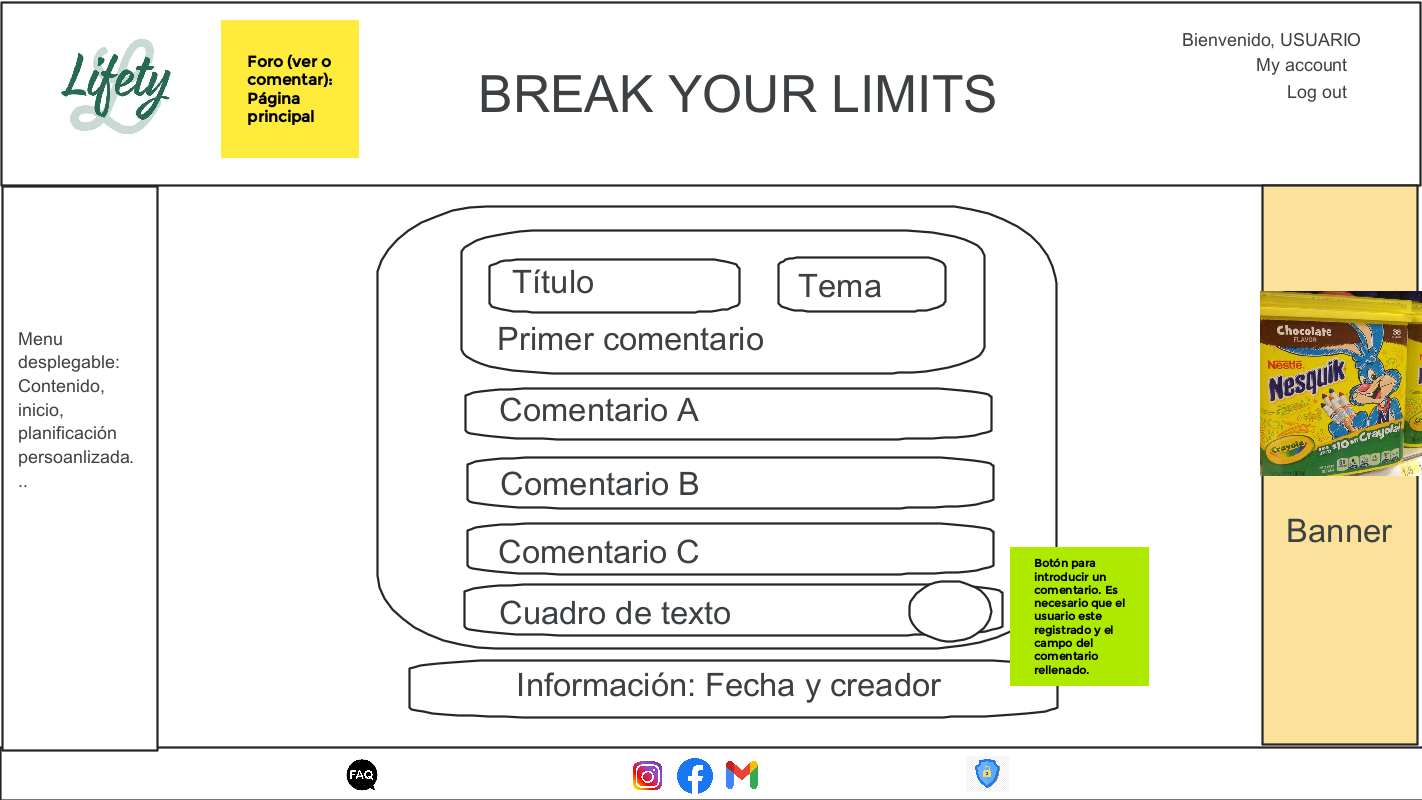 Lifety
Foro (ver o
comentar):
Página
principal
BREAK YOUR LIMITS
Bienvenido, USUARIO
My account
Log out
Menu
desplegable:
Contenido,
inicio,
planificación
persoanlizada.
..
Título
Tema
Primer comentario
Comentario A
Comentario B
Comentario C
Cuadro de texto
Botón para
introducir un
comentario. Es
necesario que el
usuario este
registrado y el
campo del
comentario
rellenado.
Información: Fecha y creador
Chocolate
FLAVOR
38
Nestlé
Nesquik
Crayola
Banner
FAQ